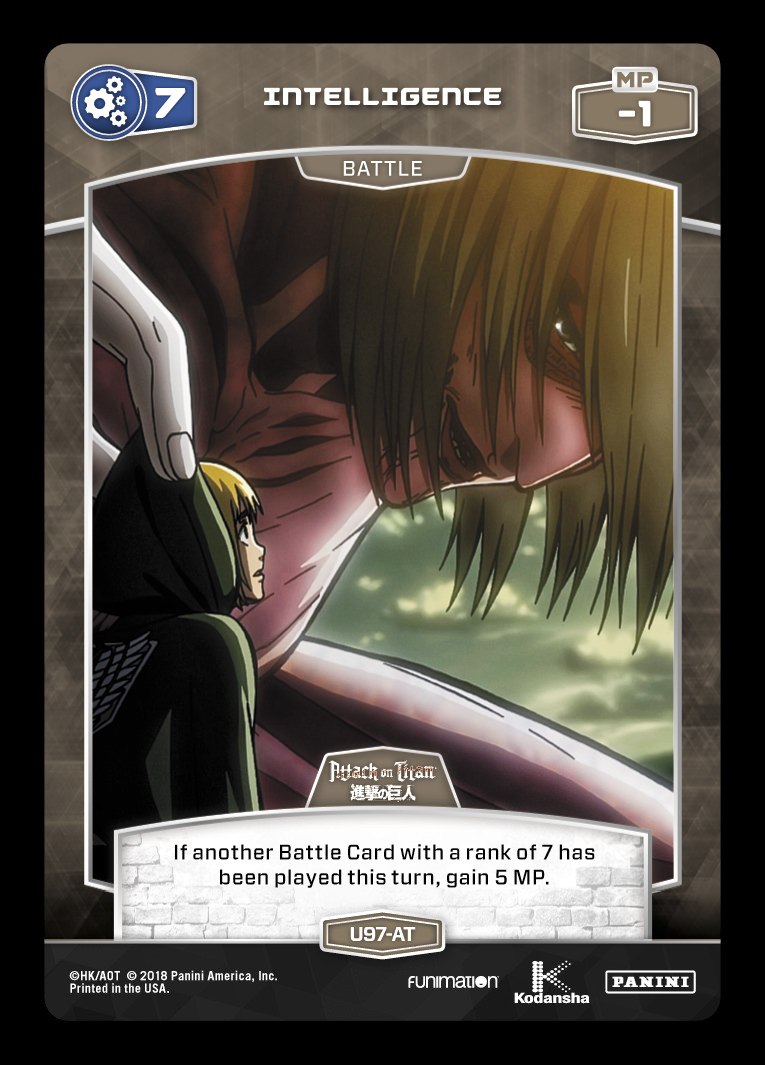 7
INTELLIGENCE
MP
-1
BATTLE
Attack on Titan
進撃の巨人
If another Battle Card with a rank of 7 has
been played this turn, gain 5 MP.
U97-AT
©HK/AOT © 2018 Panini America, Inc.
Printed in the USA.
FUNIMATION
Kodansha
PANINI